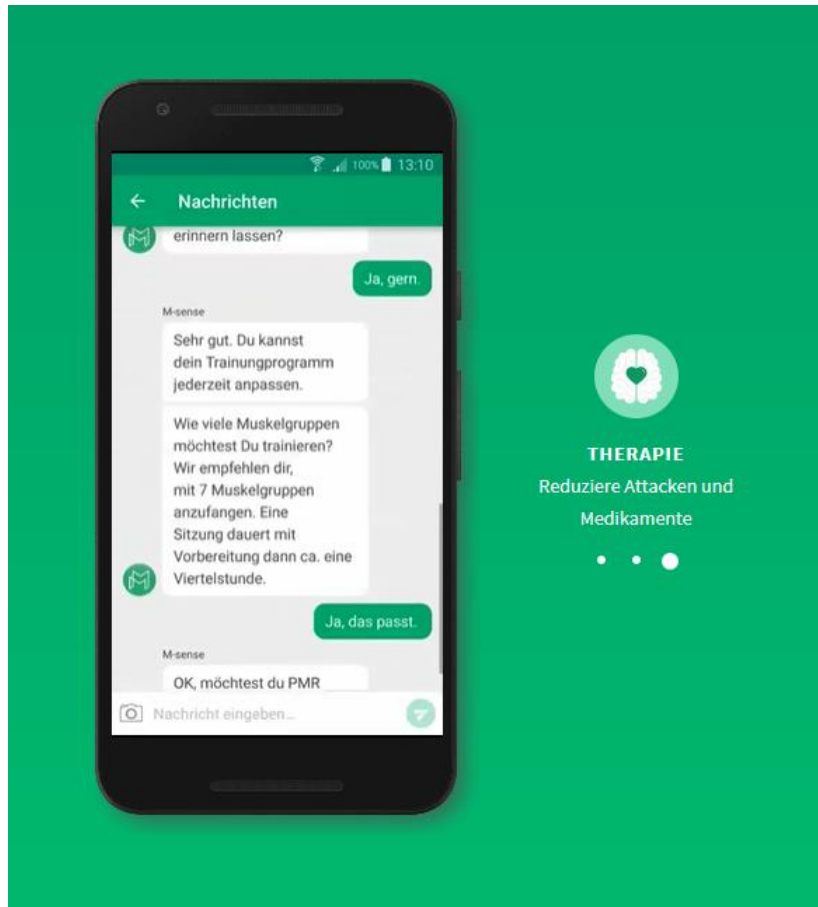 100% 13:10
Nachrichten
erinnern lassen?
Ja, gern.
M-sense
Sehr gut. Du kannst
dein Trainungprogramm
jederzeit anpassen.
Wie viele Muskelgruppen
möchtest Du trainieren?
Wir empfehlen dir,
mit 7 Muskelgruppen
anzufangen. Eine
Sitzung dauert mit
Vorbereitung dann ca. eine
Viertelstunde.
Ja, das passt.
M-sense
OK, möchtest du PMR
Nachricht eingeben...
THERAPIE
Reduziere Attacken und
Medikamente